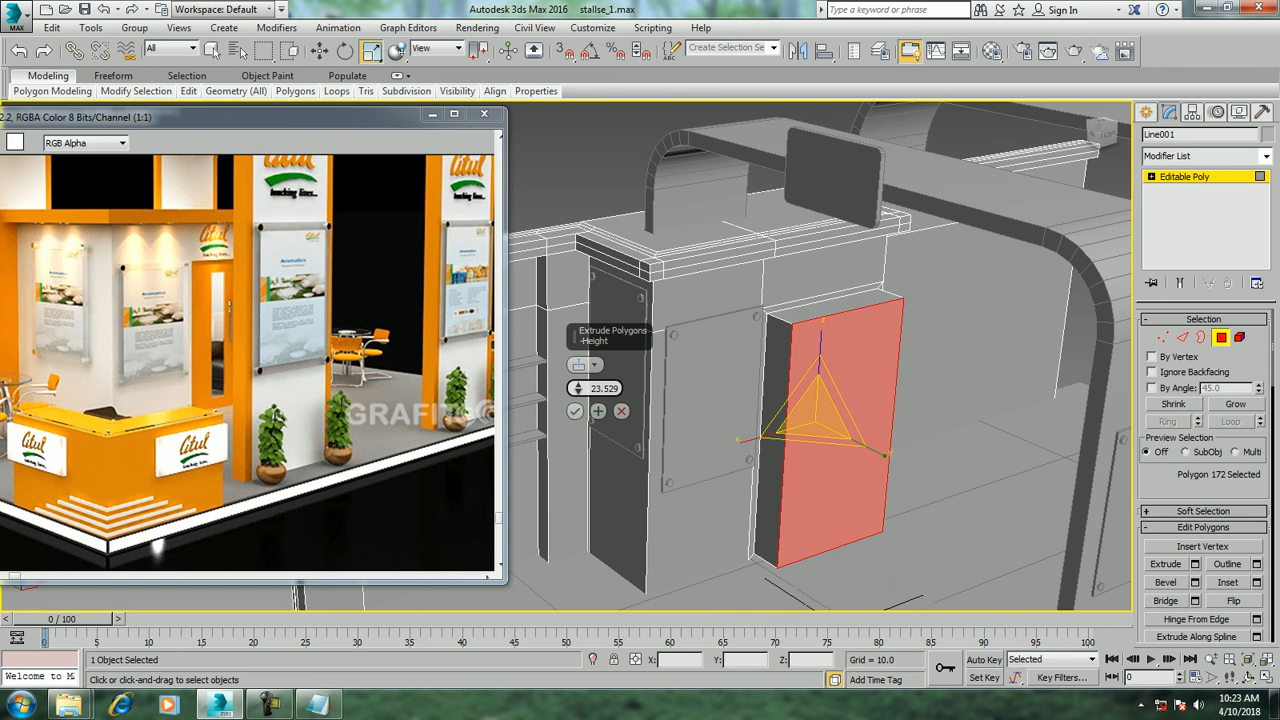 Workspace: Default
Autodesk 3ds Max 2016 stallse_1.max
Type a keyword or phrase
Sign In
MAX
Edit Tools Group Views Create Modifiers Animation Graph Editors Rendering Civil View Customize Scripting Help
All
View
Create Selection Se
Modeling Freeform Selection Object Paint Populate
Polygon Modeling Modify Selection Edit Geometry (All) Polygons Loops Tris Subdivision Visibility Align Properties
2.2, RGBA Color 8 Bits/Channel (1:1)
RGB Alpha
GRAFIT
Extrude Polygons
-Height
23.529
Line001
Modifier List
Editable Poly
Selection
By Vertex
Ignore Backfacing
By Angle: 45.0
Shrink Grow
Ring Loop
Preview Selection
Off SubObj Multi
Polygon 172 Selected
Soft Selection
Edit Polygons
Insert Vertex
Extrude Outline
Bevel Inset
Bridge Flip
Hinge From Edge
Extrude Along Spline
0 / 100
0 5 10 15 20 25 30 35 40 45 50 55 60 65 70 75 80 85 90 95 100
1 Object Selected
X: Y: Z:
Grid = 10.0
Auto Key Selected
Welcome to M
Click or click-and-drag to select objects
Add Time Tag
Set Key Key Filters...
0
10:23 AM
4/10/2018